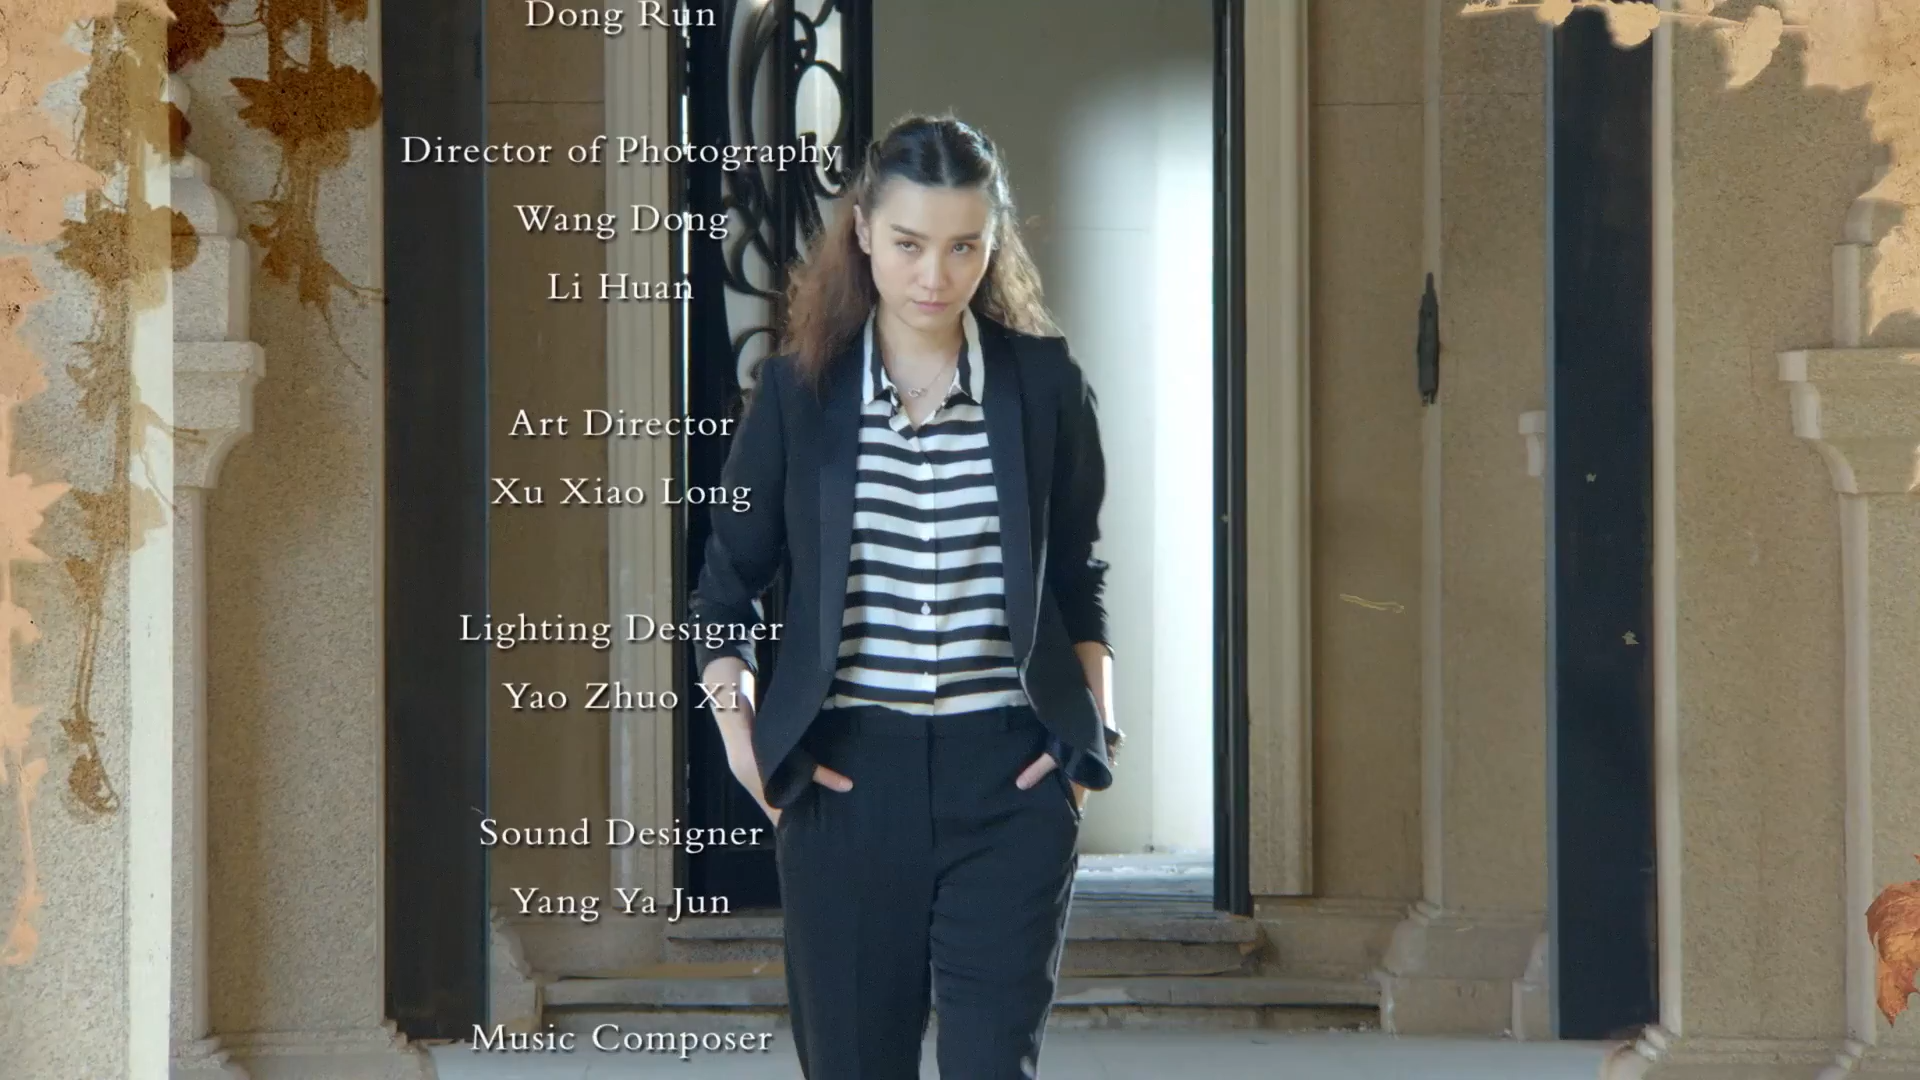 Dong Run
Director of Photography
Wang Dong
Li Huan
Art Director
Xu Xiao Long
Lighting Designer
Yao Zhuo Xi
Sound Designer
Yang Ya Jun
Music Composer